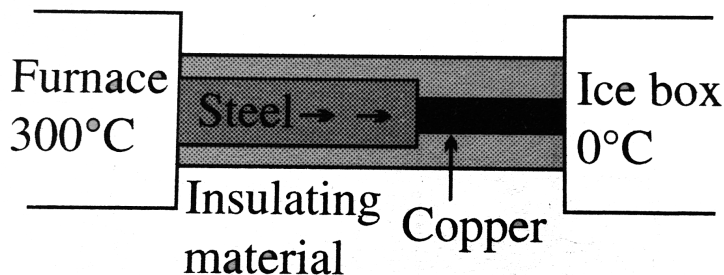 Furnace
300°C
Steel
Ice box
0°C
Insulating
material
Copper